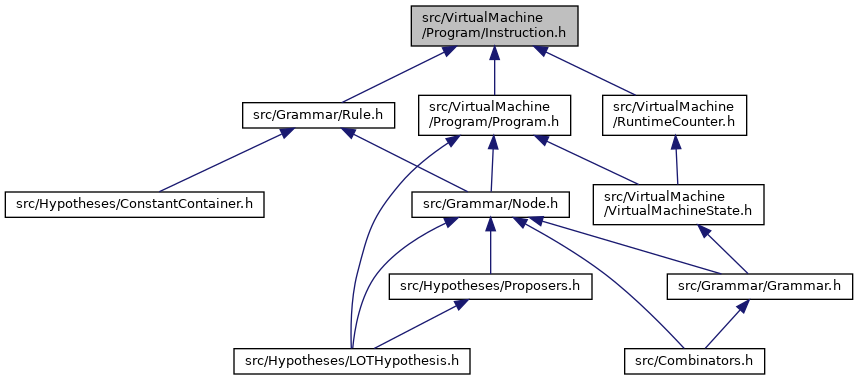 src/VirtualMachine
/Program/Instruction.h
src/Grammar/Rule.h
src/VirtualMachine
/Program/Program.h
src/VirtualMachine
/RuntimeCounter.h
src/Hypotheses/ConstantContainer.h
src/Grammar/Node.h
src/VirtualMachine
/VirtualMachineState.h
src/Hypotheses/Proposers.h
src/Grammar/Grammar.h
src/Hypotheses/LOTHypothesis.h
src/Combinators.h